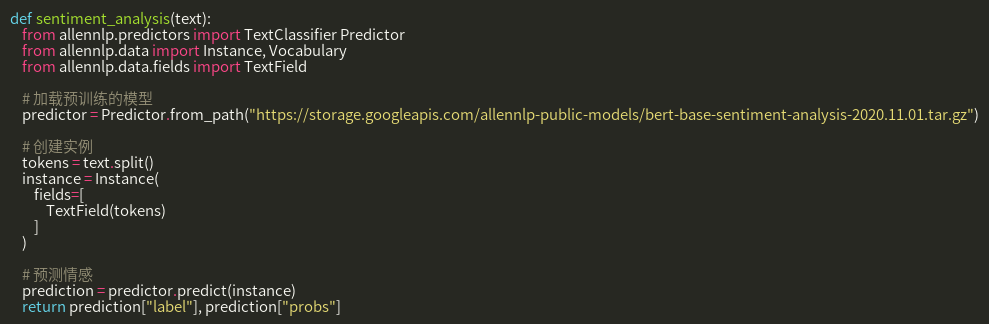 def sentiment_analysis(text):
from allennlp.predictors import TextClassifier Predictor
from allennlp.data import Instance, Vocabulary
from allennlp.data.fields import TextField
# 加载预训练的模型
predictor = Predictor.from_path("https://storage.googleapis.com/allennlp-public-models/bert-base-sentiment-analysis-2020.11.01.tar.gz")
# 创建实例
tokens = text.split()
instance = Instance(
fields=[
TextField(tokens)
]
)
# 预测情感
prediction = predictor.predict(instance)
return prediction["label"], prediction["probs"]